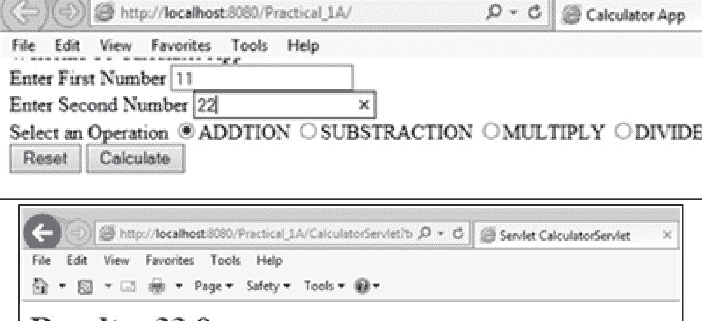 http://localhost:8080/Practical_1A/ Calculator App
File Edit View Favorites Tools Help
Enter First Number 11
Enter Second Number 22 ×
Select an Operation ADDTION SUBSTRACTION MULTIPLY DIVIDE
Reset Calculate
http://localhost:8080/Practical_1A/CalculatorServlet?b Servlet CalculatorServlet ×
File Edit View Favorites Tools Help
Page Safety Tools